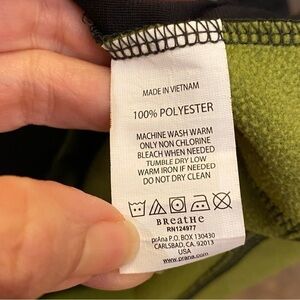 MADE IN VIETNAM
100% POLYESTER
MACHINE WASH WARM
ONLY NON CHLORINE
BLEACH WHEN NEEDED
TUMBLE DRY LOW
WARM IRON IF NEEDED
DO NOT DRY CLEAN
BReatHe
RN124977
prAna P.O. BOX 130430
CARLSBAD, CA. 92013
USA
www.prana.com